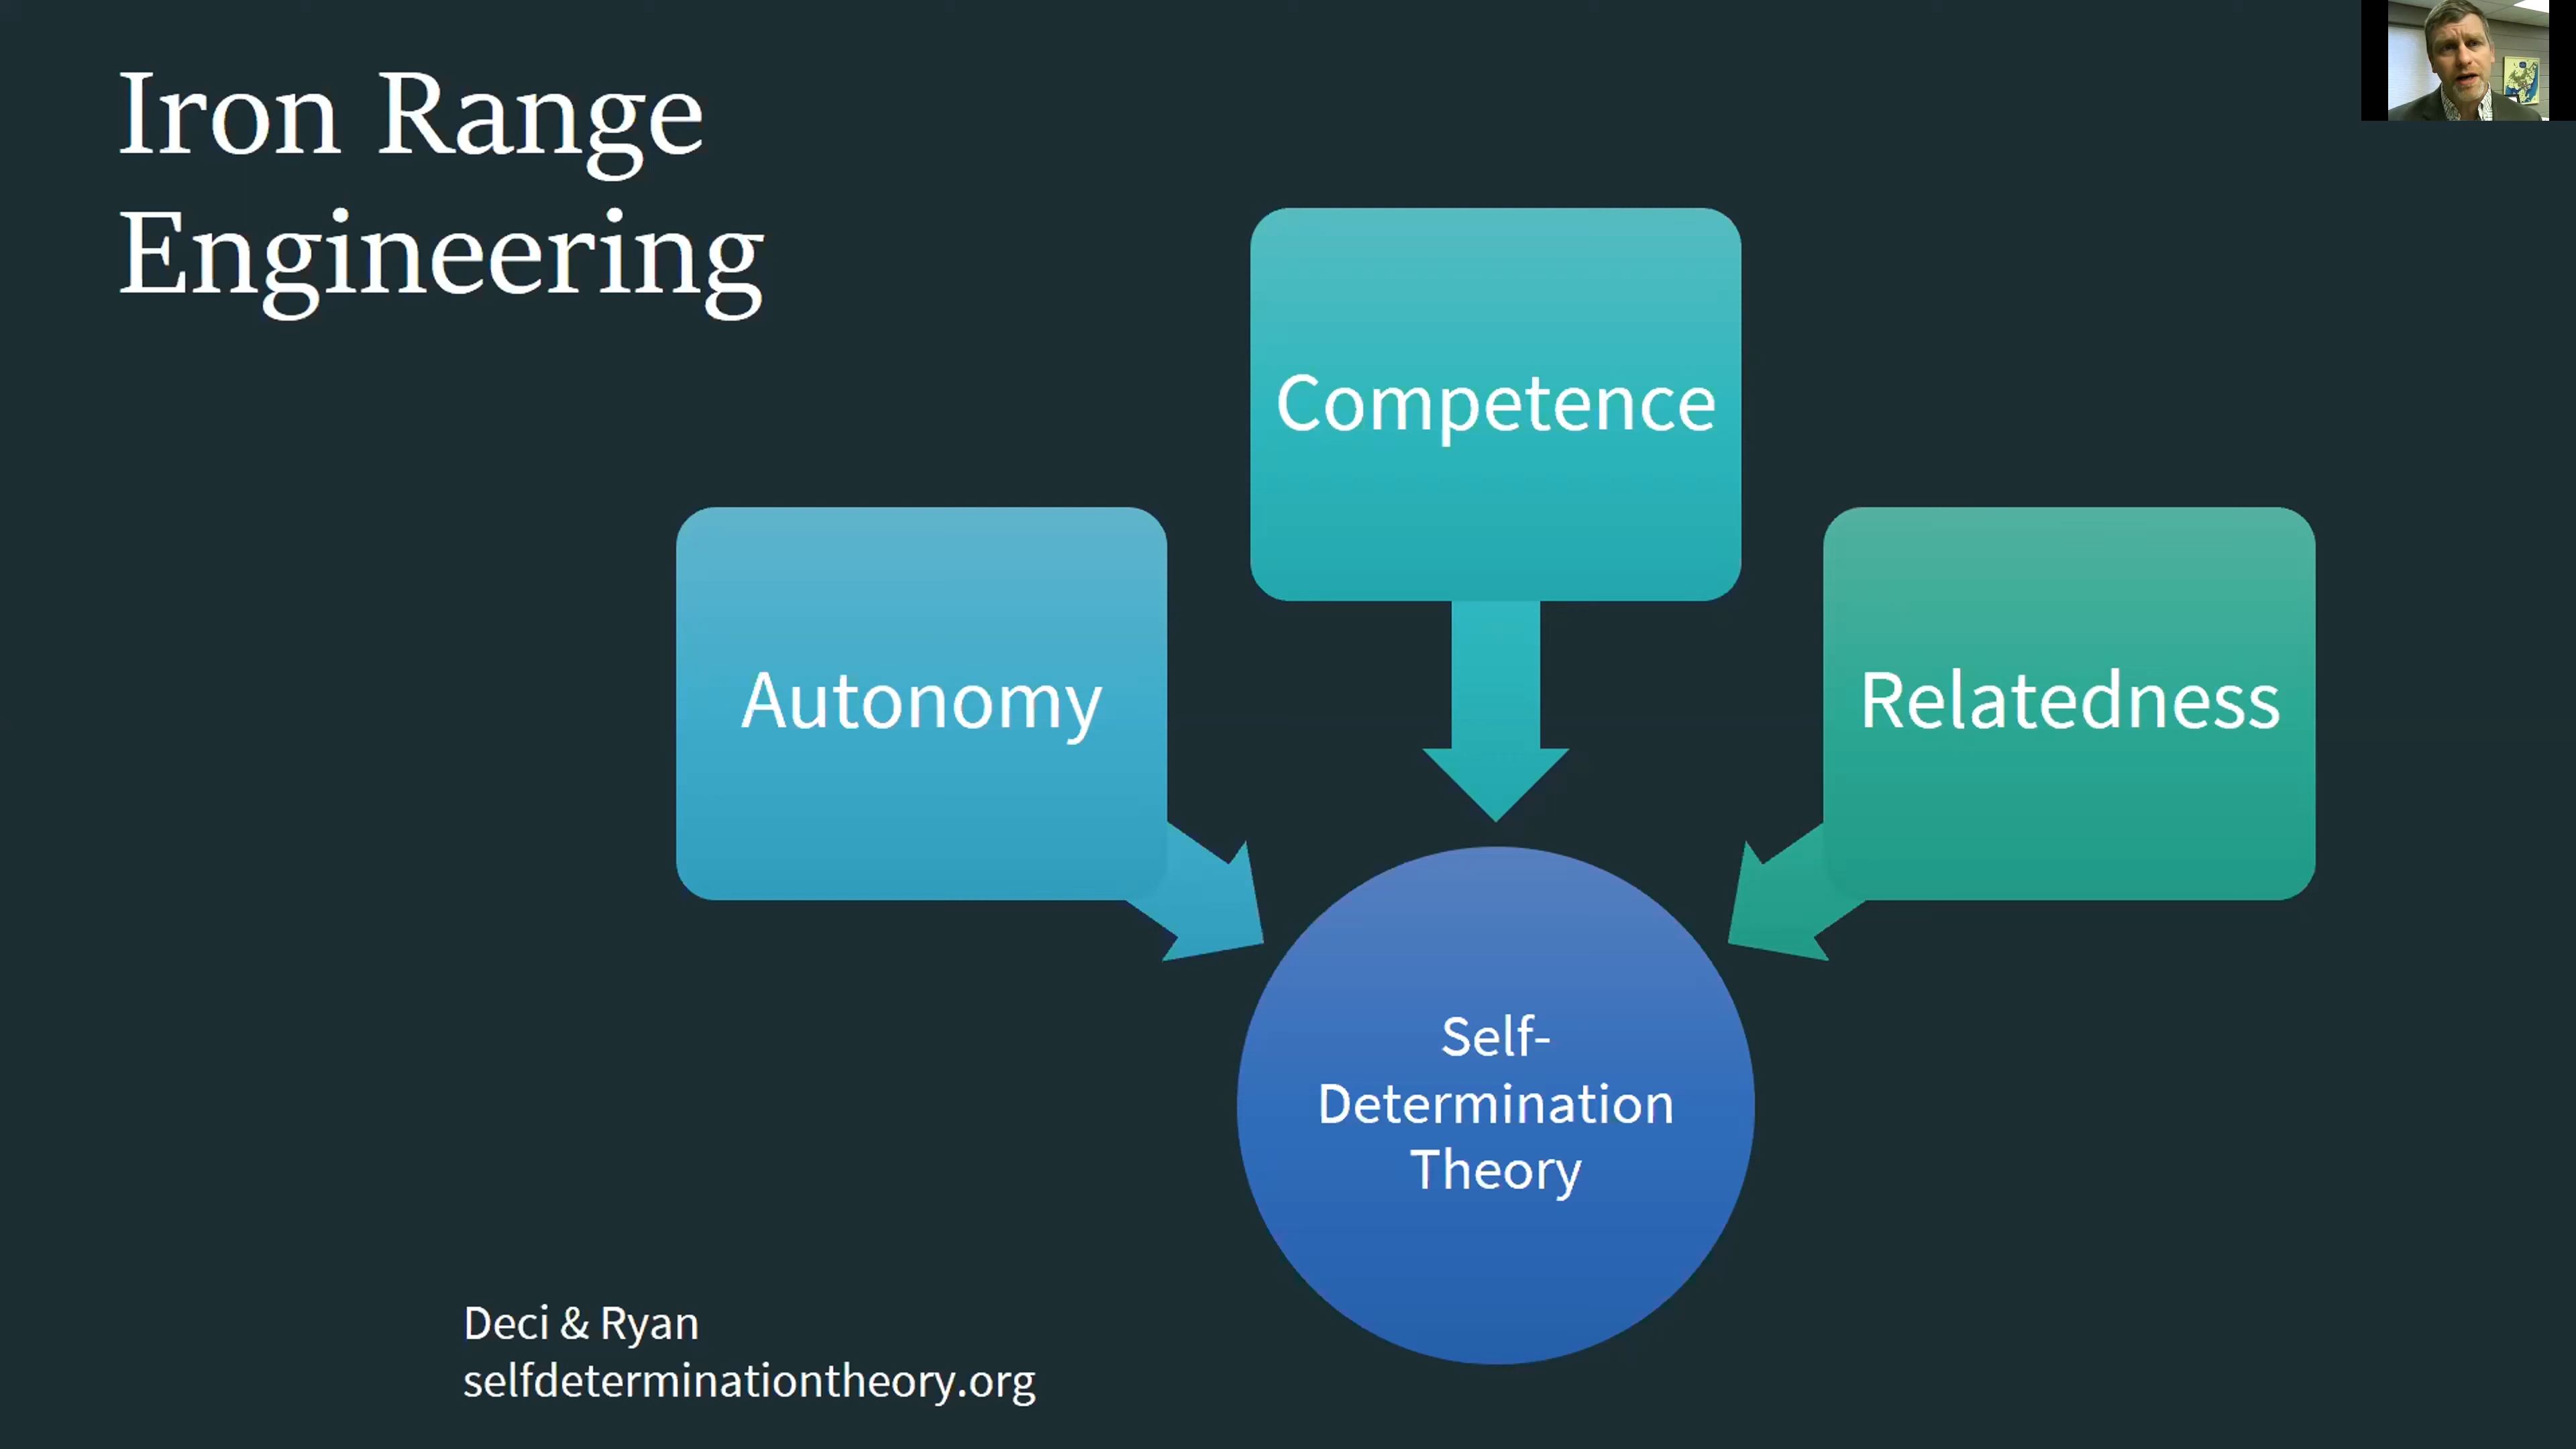 Iron Range
Engineering
Competence
Autonomy
Relatedness
Self-
Determination
Theory
Deci & Ryan
selfdeterminationtheory.org